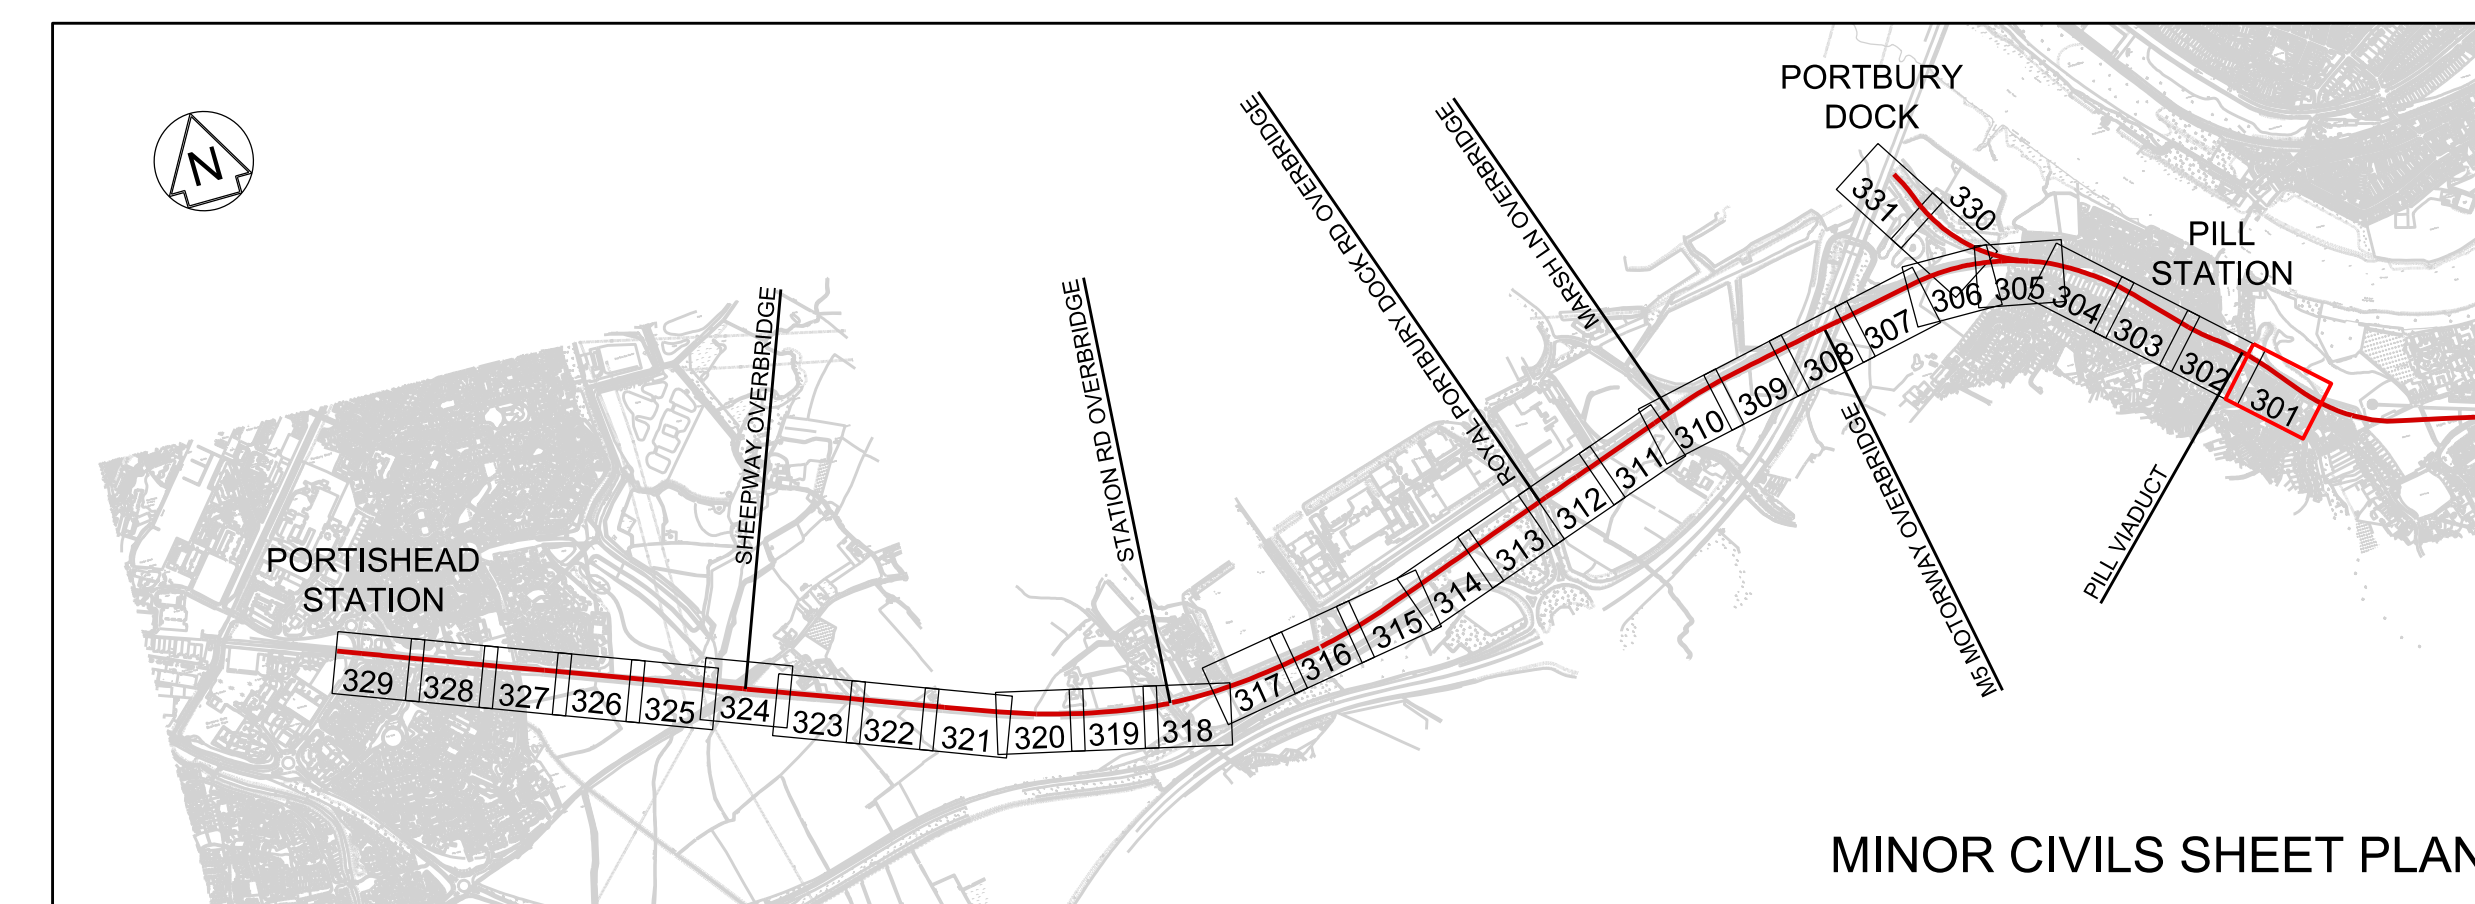 N
PORTBURY
DOCK
PILL
STATION
PORTISHEAD
STATION
SHEEPWAY OVERBRIDGE
STATION RD OVERBRIDGE
ROYAL PORTBURY DOCK RD OVERBRIDGE
MARSH LN OVERBRIDGE
M5 MOTORWAY OVERBRIDGE
PILL VIADUCT
329
328
327
326
325
324
323
322
321
320
319
318
317
316
315
314
313
312
311
310
309
308
307
306
305
304
303
302
301
331
330
MINOR CIVILS SHEET PLAN